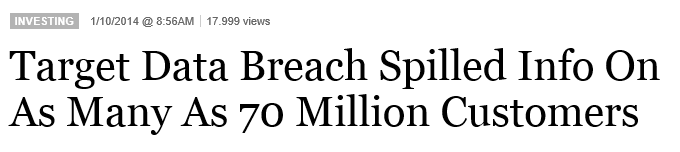 INVESTING 1/10/2014 @ 8:56AM 17.999 views
Target Data Breach Spilled Info On
As Many As 70 Million Customers